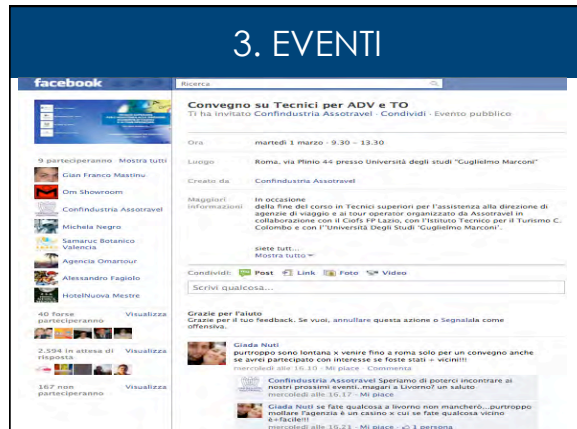 3. EVENTI
facebook
Ricerca
Convegno su Tecnici per ADV e TO
Ti ha invitato Confindustria Assotravel · Condividi · Evento pubblico
Ora martedì 1 marzo · 9.30 – 13.30
Luogo Roma, via Plinio 44 presso Università degli studi "Guglielmo Marconi"
Creato da Confindustria Assotravel
Maggiori informazioni
In occasione
della fine del corso in Tecnici superiori per l'assistenza alla direzione di
agenzie di viaggio e ai tour operator organizzato da Assotravel in
collaborazione con il Ciofs FP Lazio, con l'Istituto Tecnico per il Turismo C.
Colombo e con l'"Università Degli Studi "Guglielmo Marconi".
siete tutt...
Mostra tutto
Condividi: Post Link Foto Video
Scrivi qualcosa...
Grazie per l'aiuto
Grazie per il tuo feedback. Se vuoi, annullare questa azione o Segnalala come
offensiva.
Giada Nuti
purtroppo sono lontana x venire fino a roma solo per un convegno anche
se avrei partecipato con interesse se foste stati + vicini!!!
mercoledì alle 16.10 · Mi piace · Commenta
Confindustria Assotravel Speriamo di poterci incontrare ai
nostri prossimi eventi..magari a Livorno? un saluto
mercoledì alle 16.17 · Mi piace
Giada Nuti se fate qualcosa a livorno non mancherò...purtroppo
mollare l'agenzia è un casino x cui se fate qualcosa vicino
è+facile!!!
mercoledì alle 16.21 · Mi piace · 1 persona
9 parteciperanno · Mostra tutti
Gian Franco Mastinu
Om Showroom
Confindustria Assotravel
Michela Negro
Samaruc Botanico
Valencia
Agencia Omartour
Alessandro Fagiolo
HotelNuova Mestre
40 forse Visualizza
parteciperanno
2.594 in attesa di Visualizza
risposta
167 non Visualizza
parteciperanno